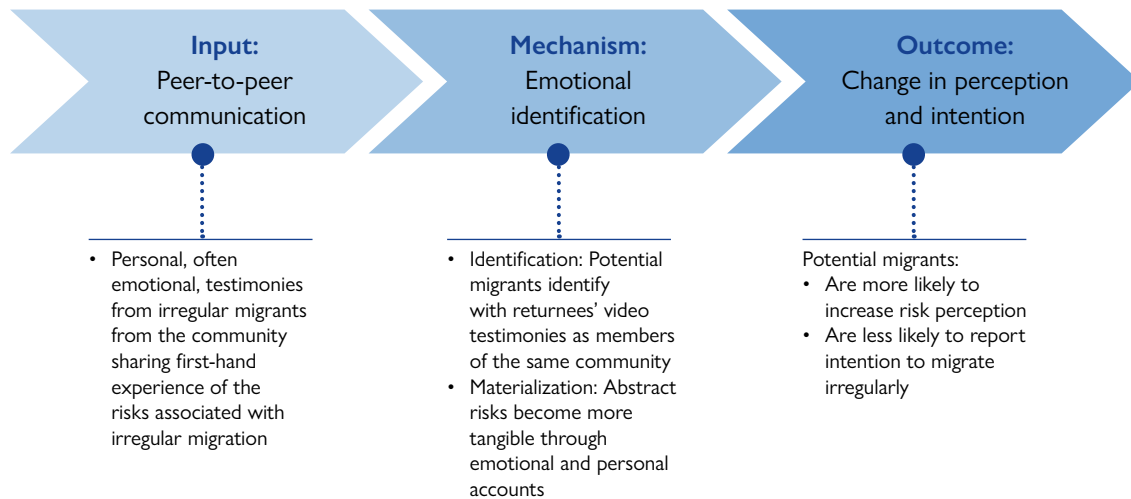 Input:
Peer-to-peer
communication
Mechanism:
Emotional
identification
Outcome:
Change in perception
and intention
• Personal, often
emotional, testimonies
from irregular migrants
from the community
sharing first-hand
experience of the
risks associated with
irregular migration
• Identification: Potential
migrants identify
with returnees’ video
testimonies as members
of the same community
• Materialization: Abstract
risks become more
tangible through
emotional and personal
accounts
Potential migrants:
• Are more likely to
increase risk perception
• Are less likely to report
intention to migrate
irregularly